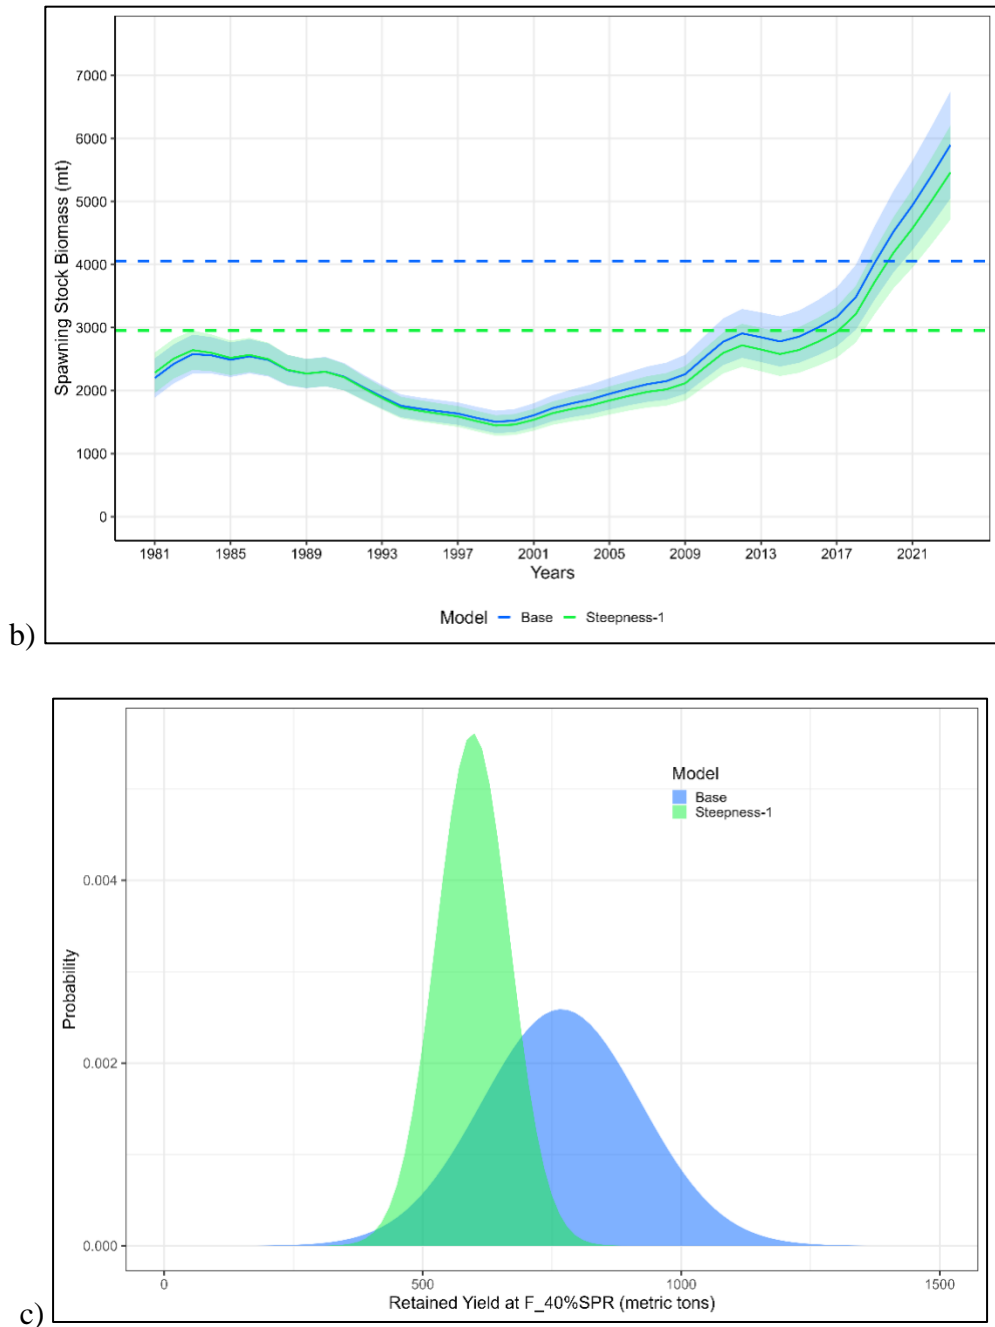 7000
6000
5000
4000
3000
2000
1000
0
Spawning Stock Biomass (mt)
1981 1985 1989 1993 1997 2001 2005 2009 2013 2017 2021
Years
Model Base Steepness-1
b)
Model
Base
Steepness-1
0.004
0.002
0.000
Probability
0 500 1000 1500
Retained Yield at F_40%SPR (metric tons)
c)